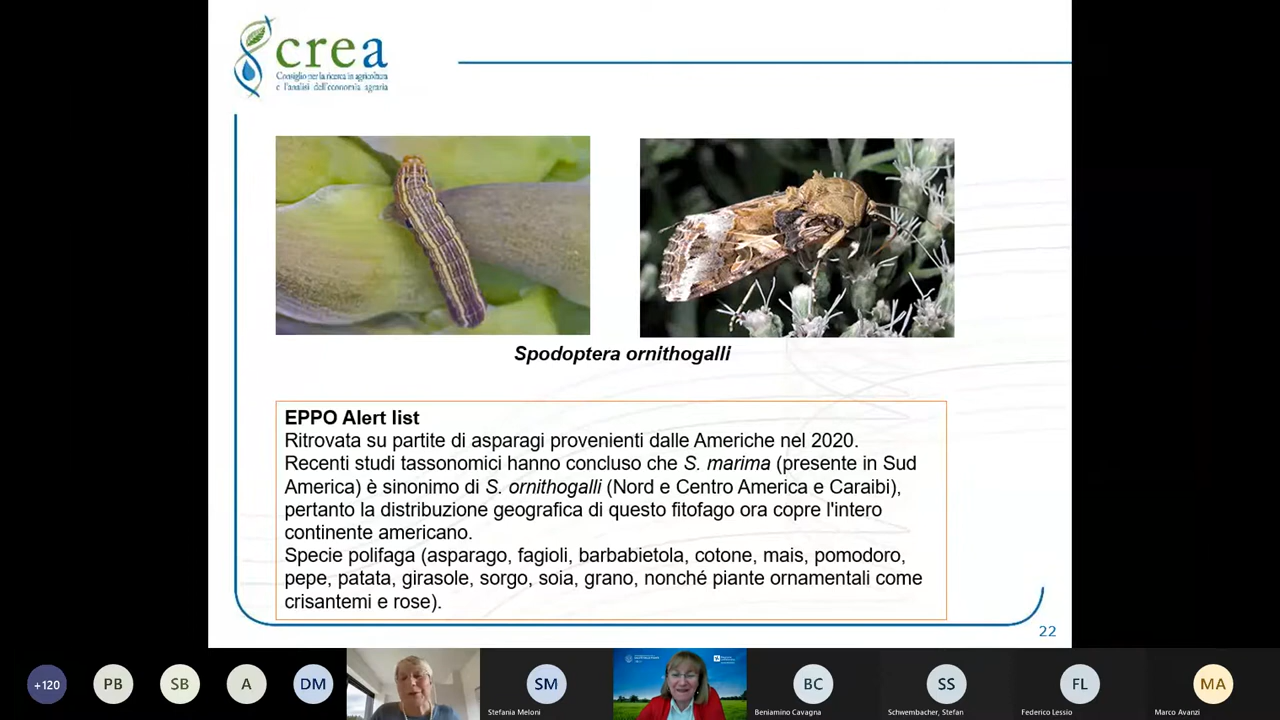 crea
Consiglio per la ricerca in agricoltura
e l'analisi dell'economia agraria
Spodoptera ornithogalli
EPPO Alert list
Ritrovata su partite di asparagi provenienti dalle Americhe nel 2020.
Recenti studi tassonomici hanno concluso che S. marima (presente in Sud
America) è sinonimo di S. ornithogalli (Nord e Centro America e Caraibi),
pertanto la distribuzione geografica di questo fitofago ora copre l'intero
continente americano.
Specie polifaga (asparago, fagioli, barbabietola, cotone, mais, pomodoro,
pepe, patata, girasole, sorgo, soia, grano, nonché piante ornamentali come
crisantemi e rose).
22
+120
PB
SB
A
DM
SM
BC
SS
FL
MA
Stefania Meloni
Beniamino Cavagna
Schwembacher, Stefan
Federico Lessio
Marco Avanzi